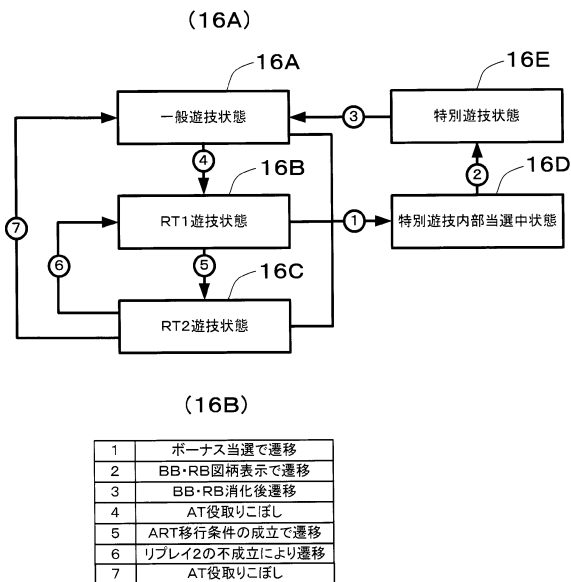 (16A)
16A
一般遊技状態
16E
特別遊技状態
③
④
16B
RT1遊技状態
②
16D
特別遊技内部当選中状態
①
⑦
⑥
⑤
16C
RT2遊技状態
(16B)
1 ボーナス当選で遷移
2 BB・RB図柄表示で遷移
3 BB・RB消化後遷移
4 AT役取りこぼし
5 ART移行条件の成立で遷移
6 リプレイ2の不成立により遷移
7 AT役取りこぼし